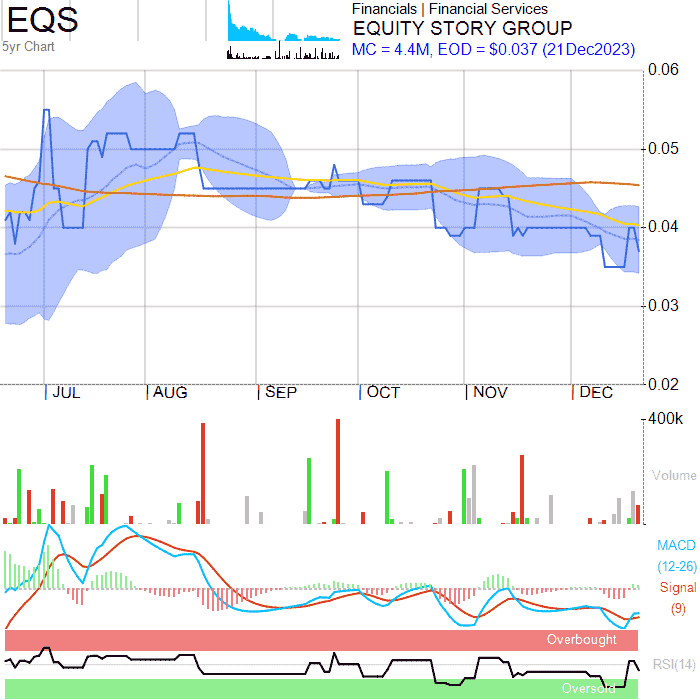 EQS
5yr Chart
Financials | Financial Services
EQUITY STORY GROUP
MC = 4.4M, EOD = $0.037 (21Dec2023)
0.06
0.05
0.04
0.03
0.02
JUL AUG SEP OCT NOV DEC
400k
Volume
MACD
(12-26)
Signal
(9)
Overbought
RSI(14)
Oversold